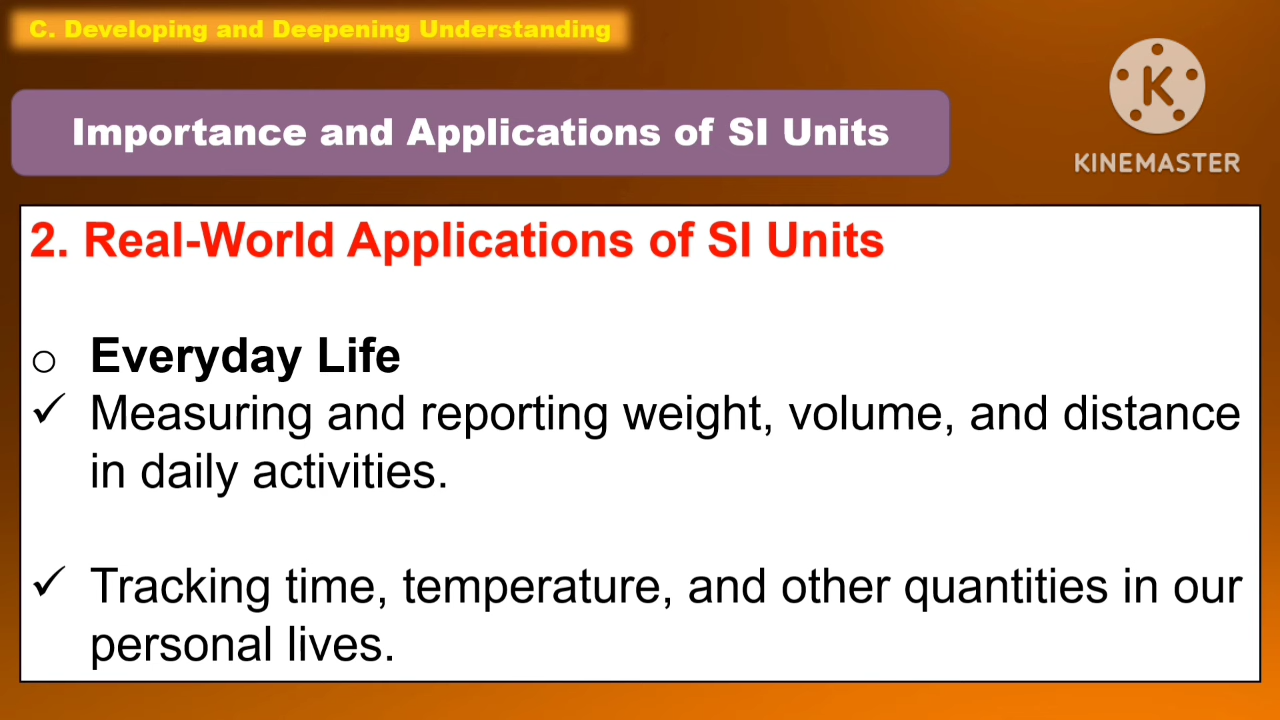 C. Developing and Deepening Understanding
K
KINEMASTER
Importance and Applications of SI Units
2. Real-World Applications of SI Units
o Everyday Life
✓ Measuring and reporting weight, volume, and distance
in daily activities.
✓ Tracking time, temperature, and other quantities in our
personal lives.